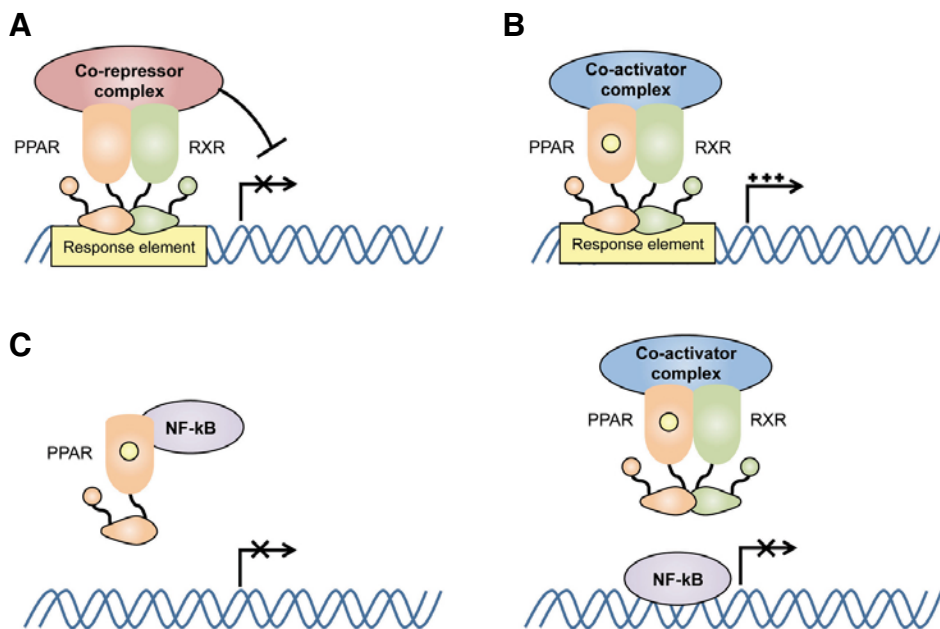 A
Co-repressor
complex
PPAR
RXR
Response element
B
Co-activator
complex
PPAR
RXR
+++
Response element
C
NF-kB
PPAR
Co-activator
complex
PPAR
RXR
NF-kB